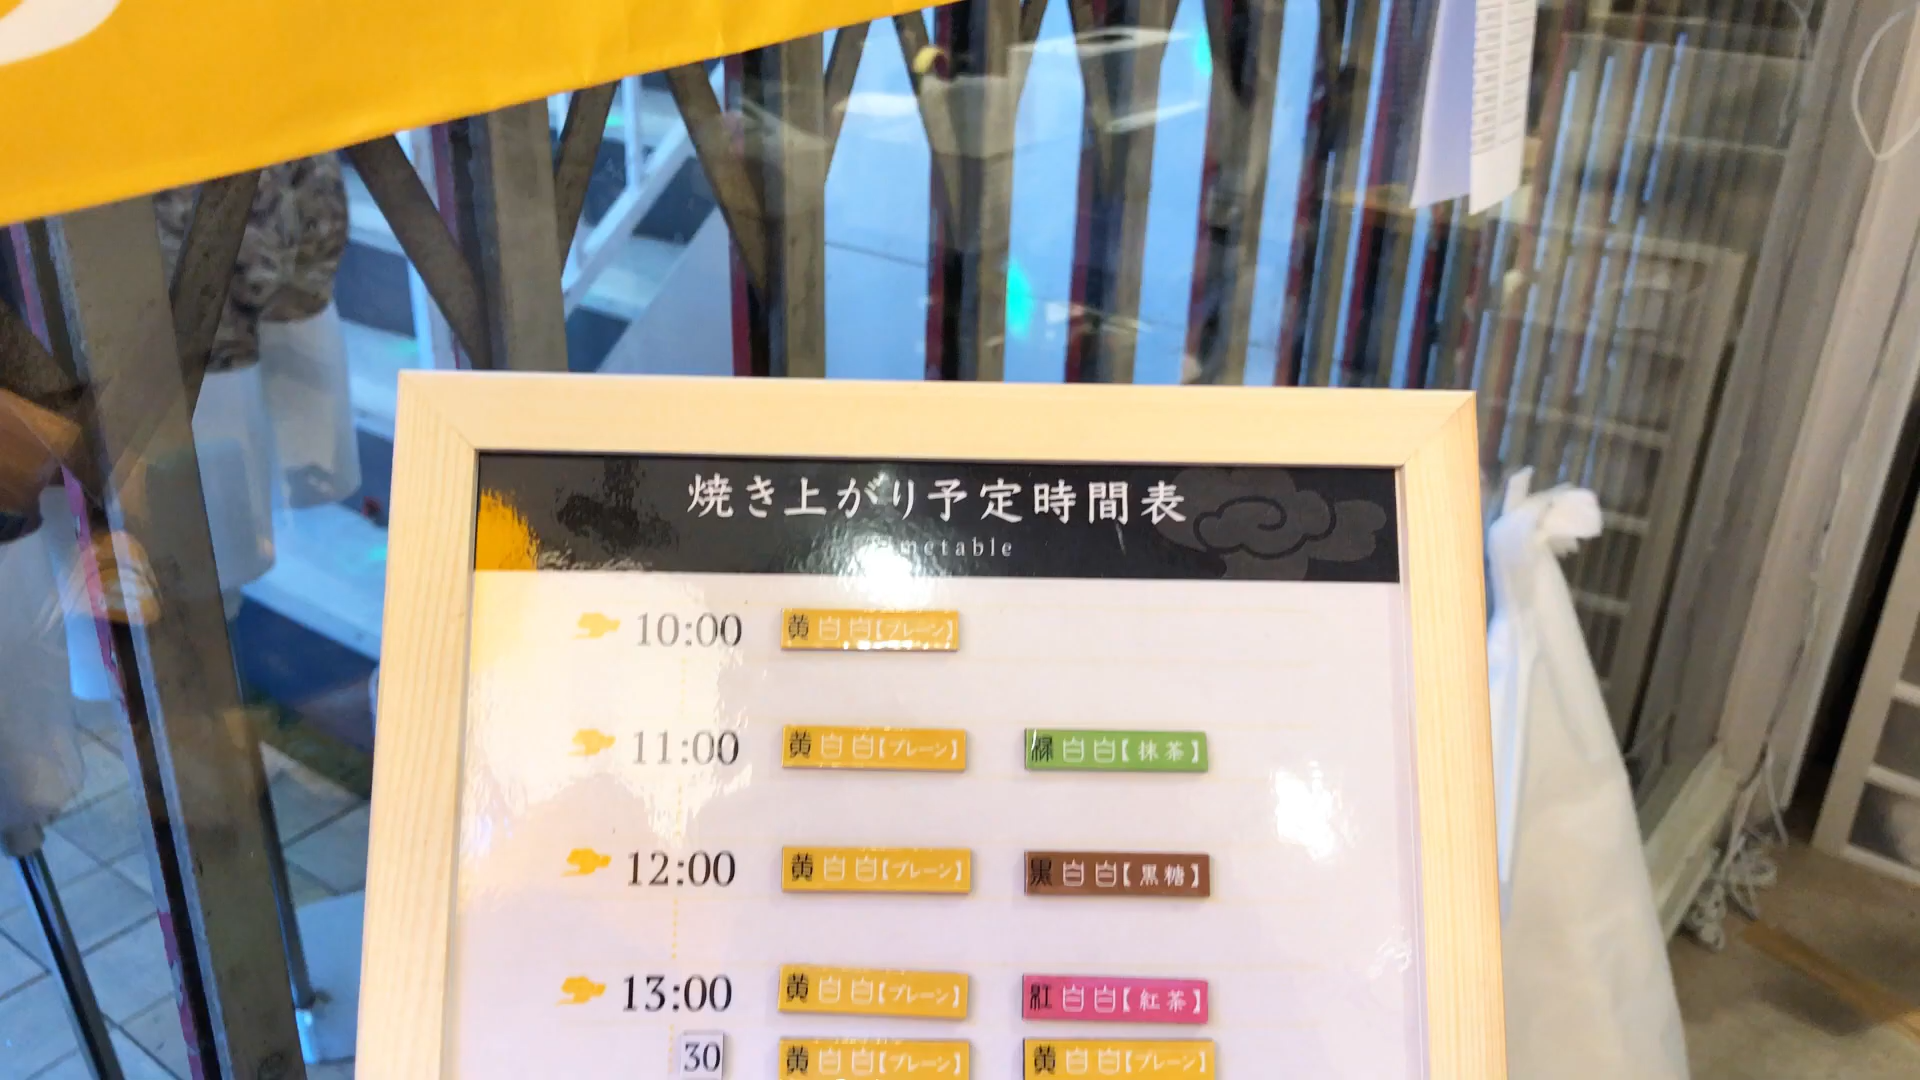 焼き上がり予定時間表
10:00 黄白白【プレーン】
11:00 黄白白【プレーン】 緑白白【抹茶】
12:00 黄白白【プレーン】 黒白白【黒糖】
13:00 黄白白【プレーン】 紅白白【紅茶】
30 黄白白【プレーン】 黄白白【プレーン】